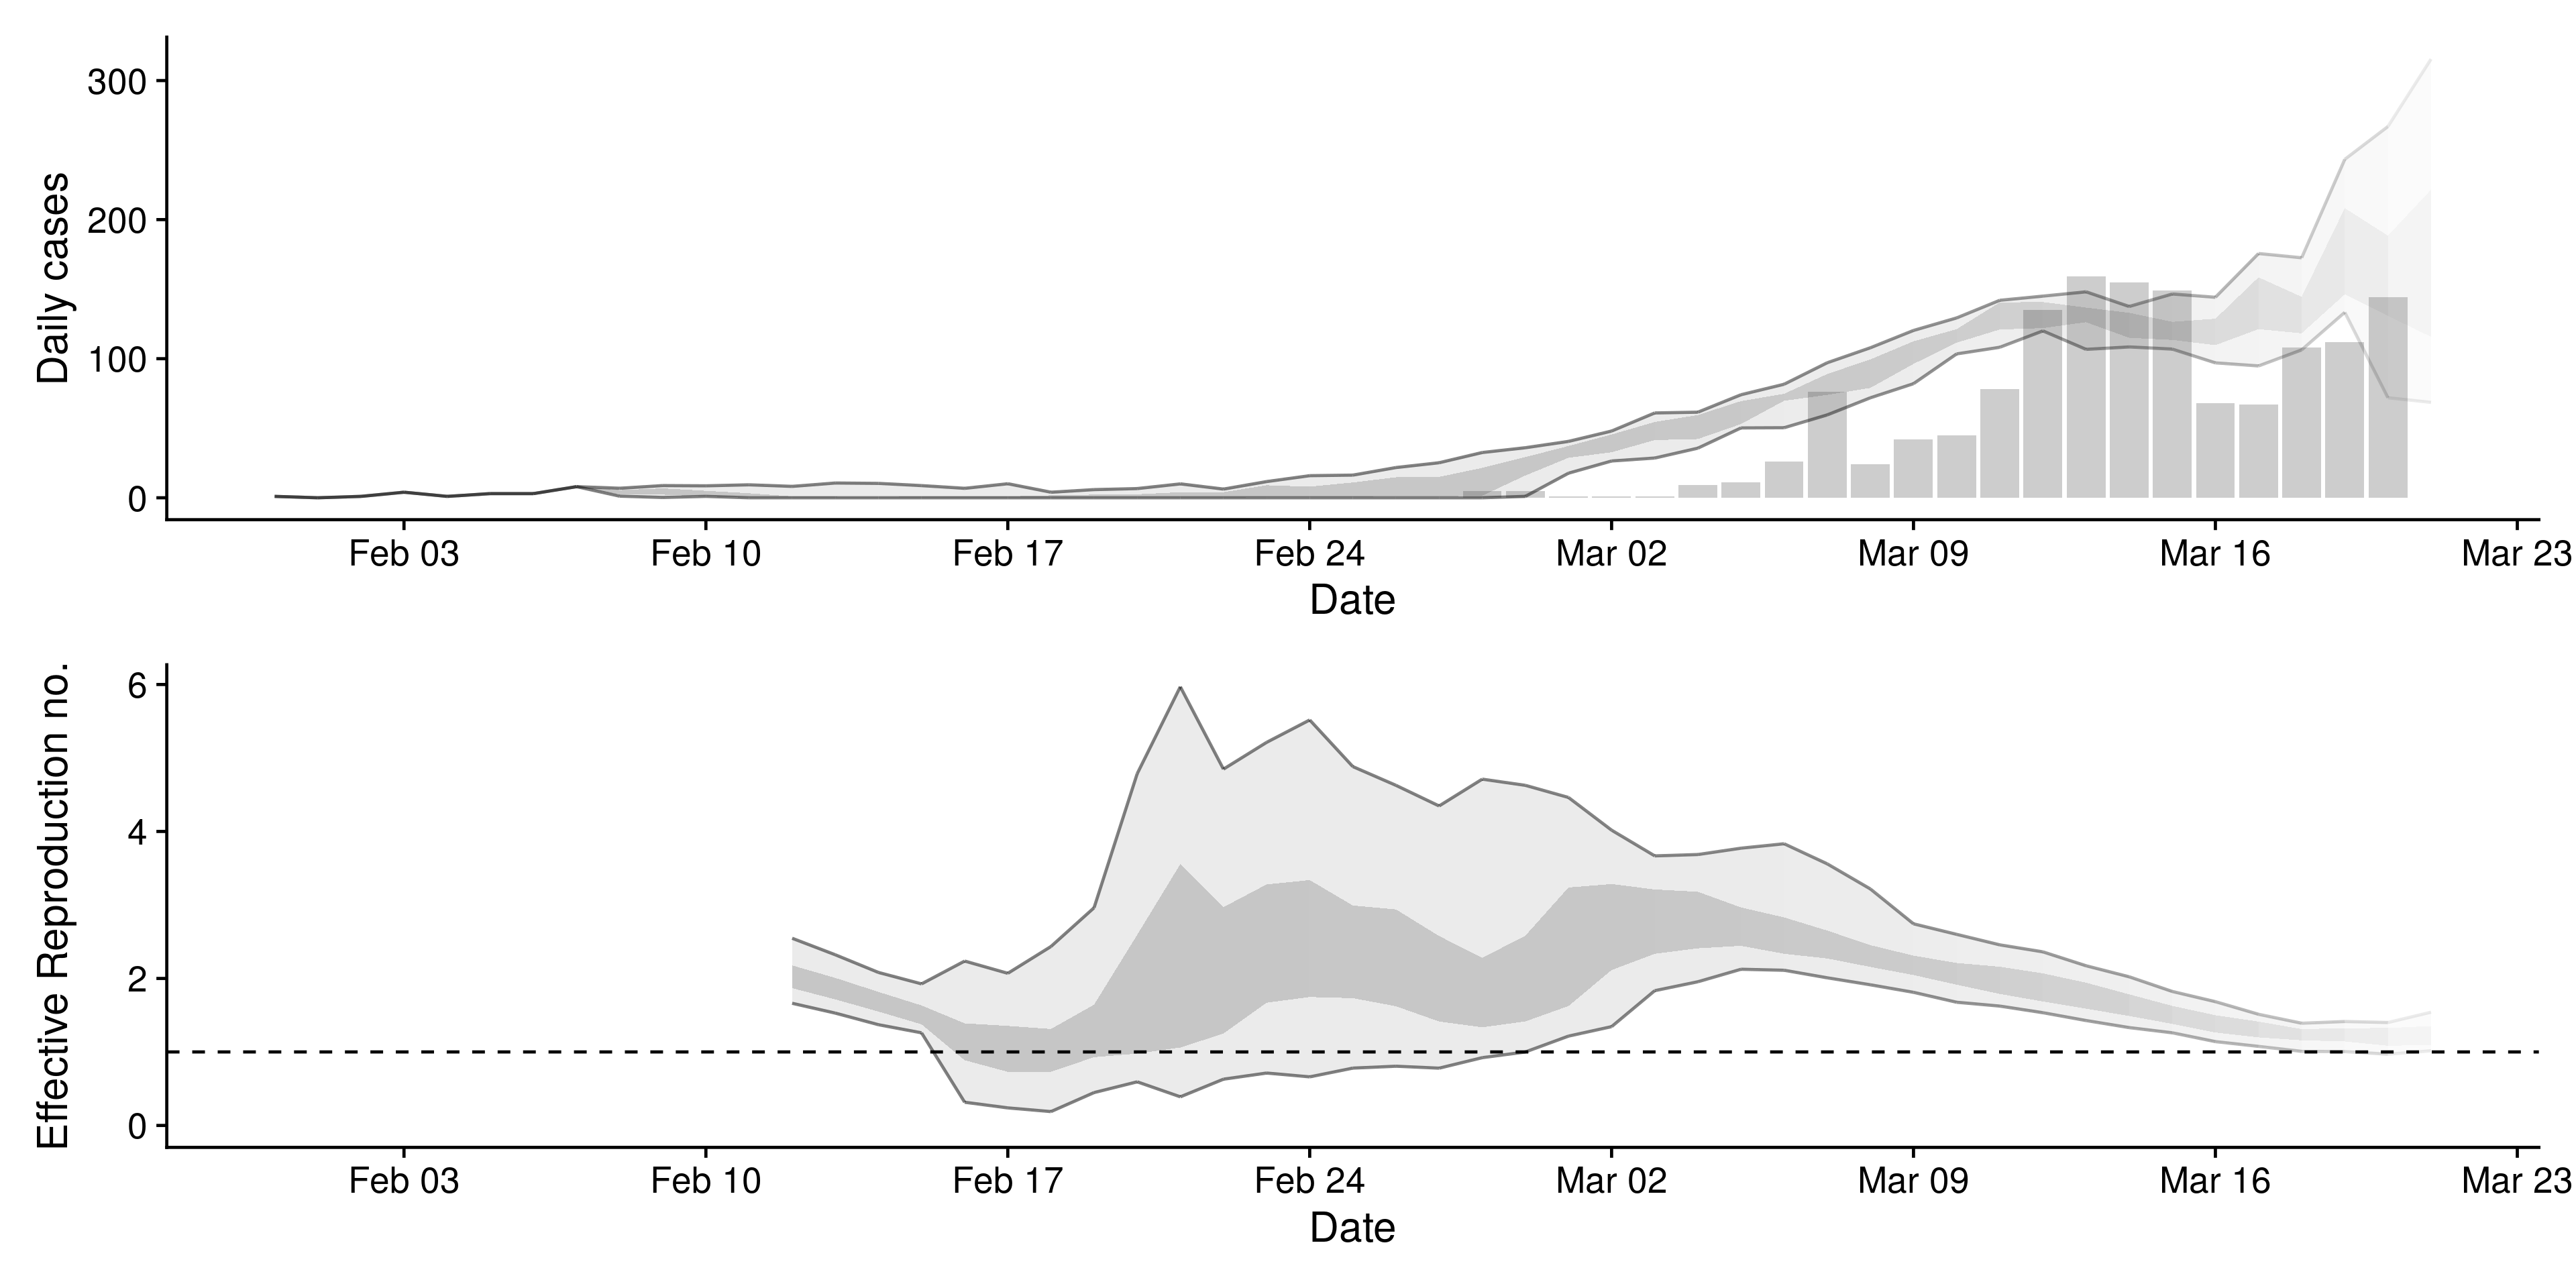 Daily cases
300
200
100
0
Feb 03 Feb 10 Feb 17 Feb 24 Mar 02 Mar 09 Mar 16 Mar 23
Date
Effective Reproduction no.
6
4
2
0
Feb 03 Feb 10 Feb 17 Feb 24 Mar 02 Mar 09 Mar 16 Mar 23
Date